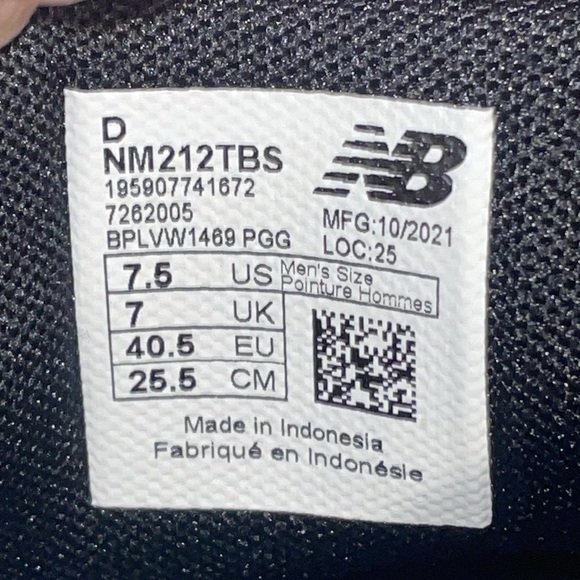 D
NM212TBS
195907741672
7262005
BPLVW1469 PGG
NB
MFG:10/2021
LOC:25
7.5 US Men's Size
Pointure Hommes
7 UK
40.5 EU
25.5 CM
Made in Indonesia
Fabriqué en Indonésie